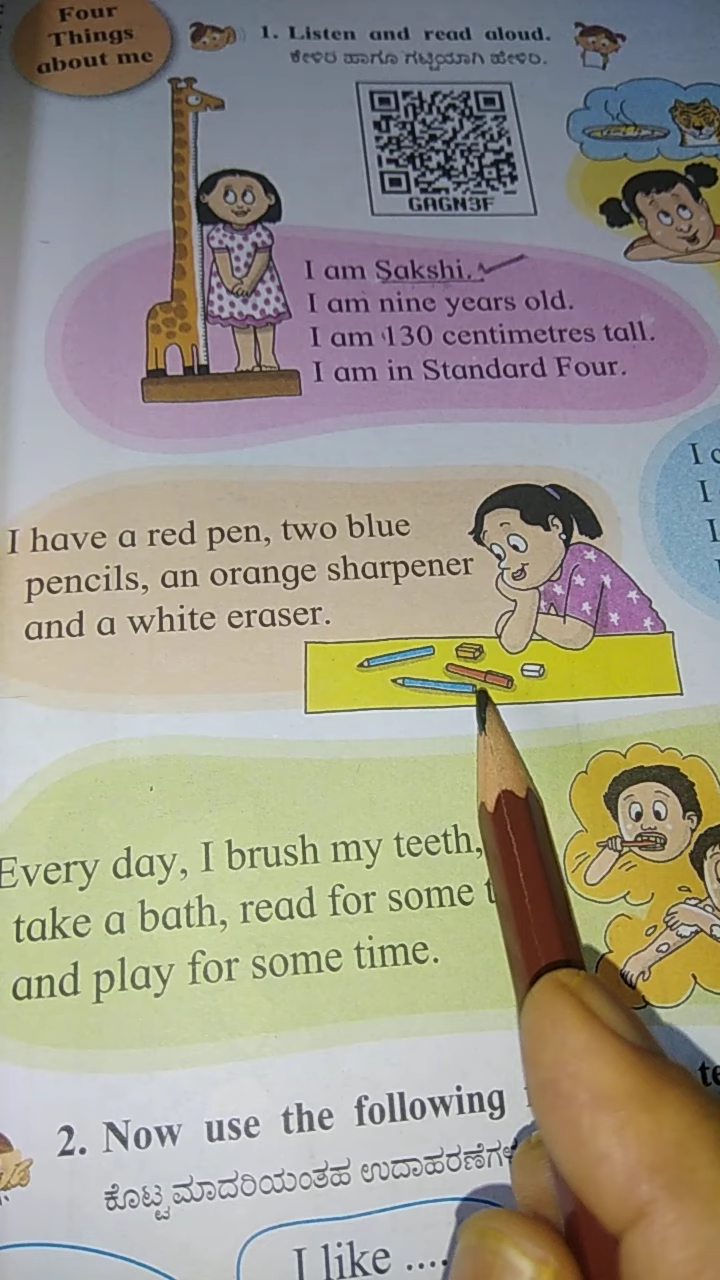 Four
Things
about me
1. Listen and read aloud.
ಕೇಳಿರಿ ಹಾಗೂ ಗಟ್ಟಿಯಾಗಿ ಹೇಳಿರಿ.
GAGN3F
I am Sakshi.
I am nine years old.
I am 130 centimetres tall.
I am in Standard Four.
I have a red pen, two blue
pencils, an orange sharpener
and a white eraser.
Every day, I brush my teeth,
take a bath, read for some
and play for some time.
2. Now use the following
ಕೊಟ್ಟ ಮಾದರಿಯಂತಹ
I like ....